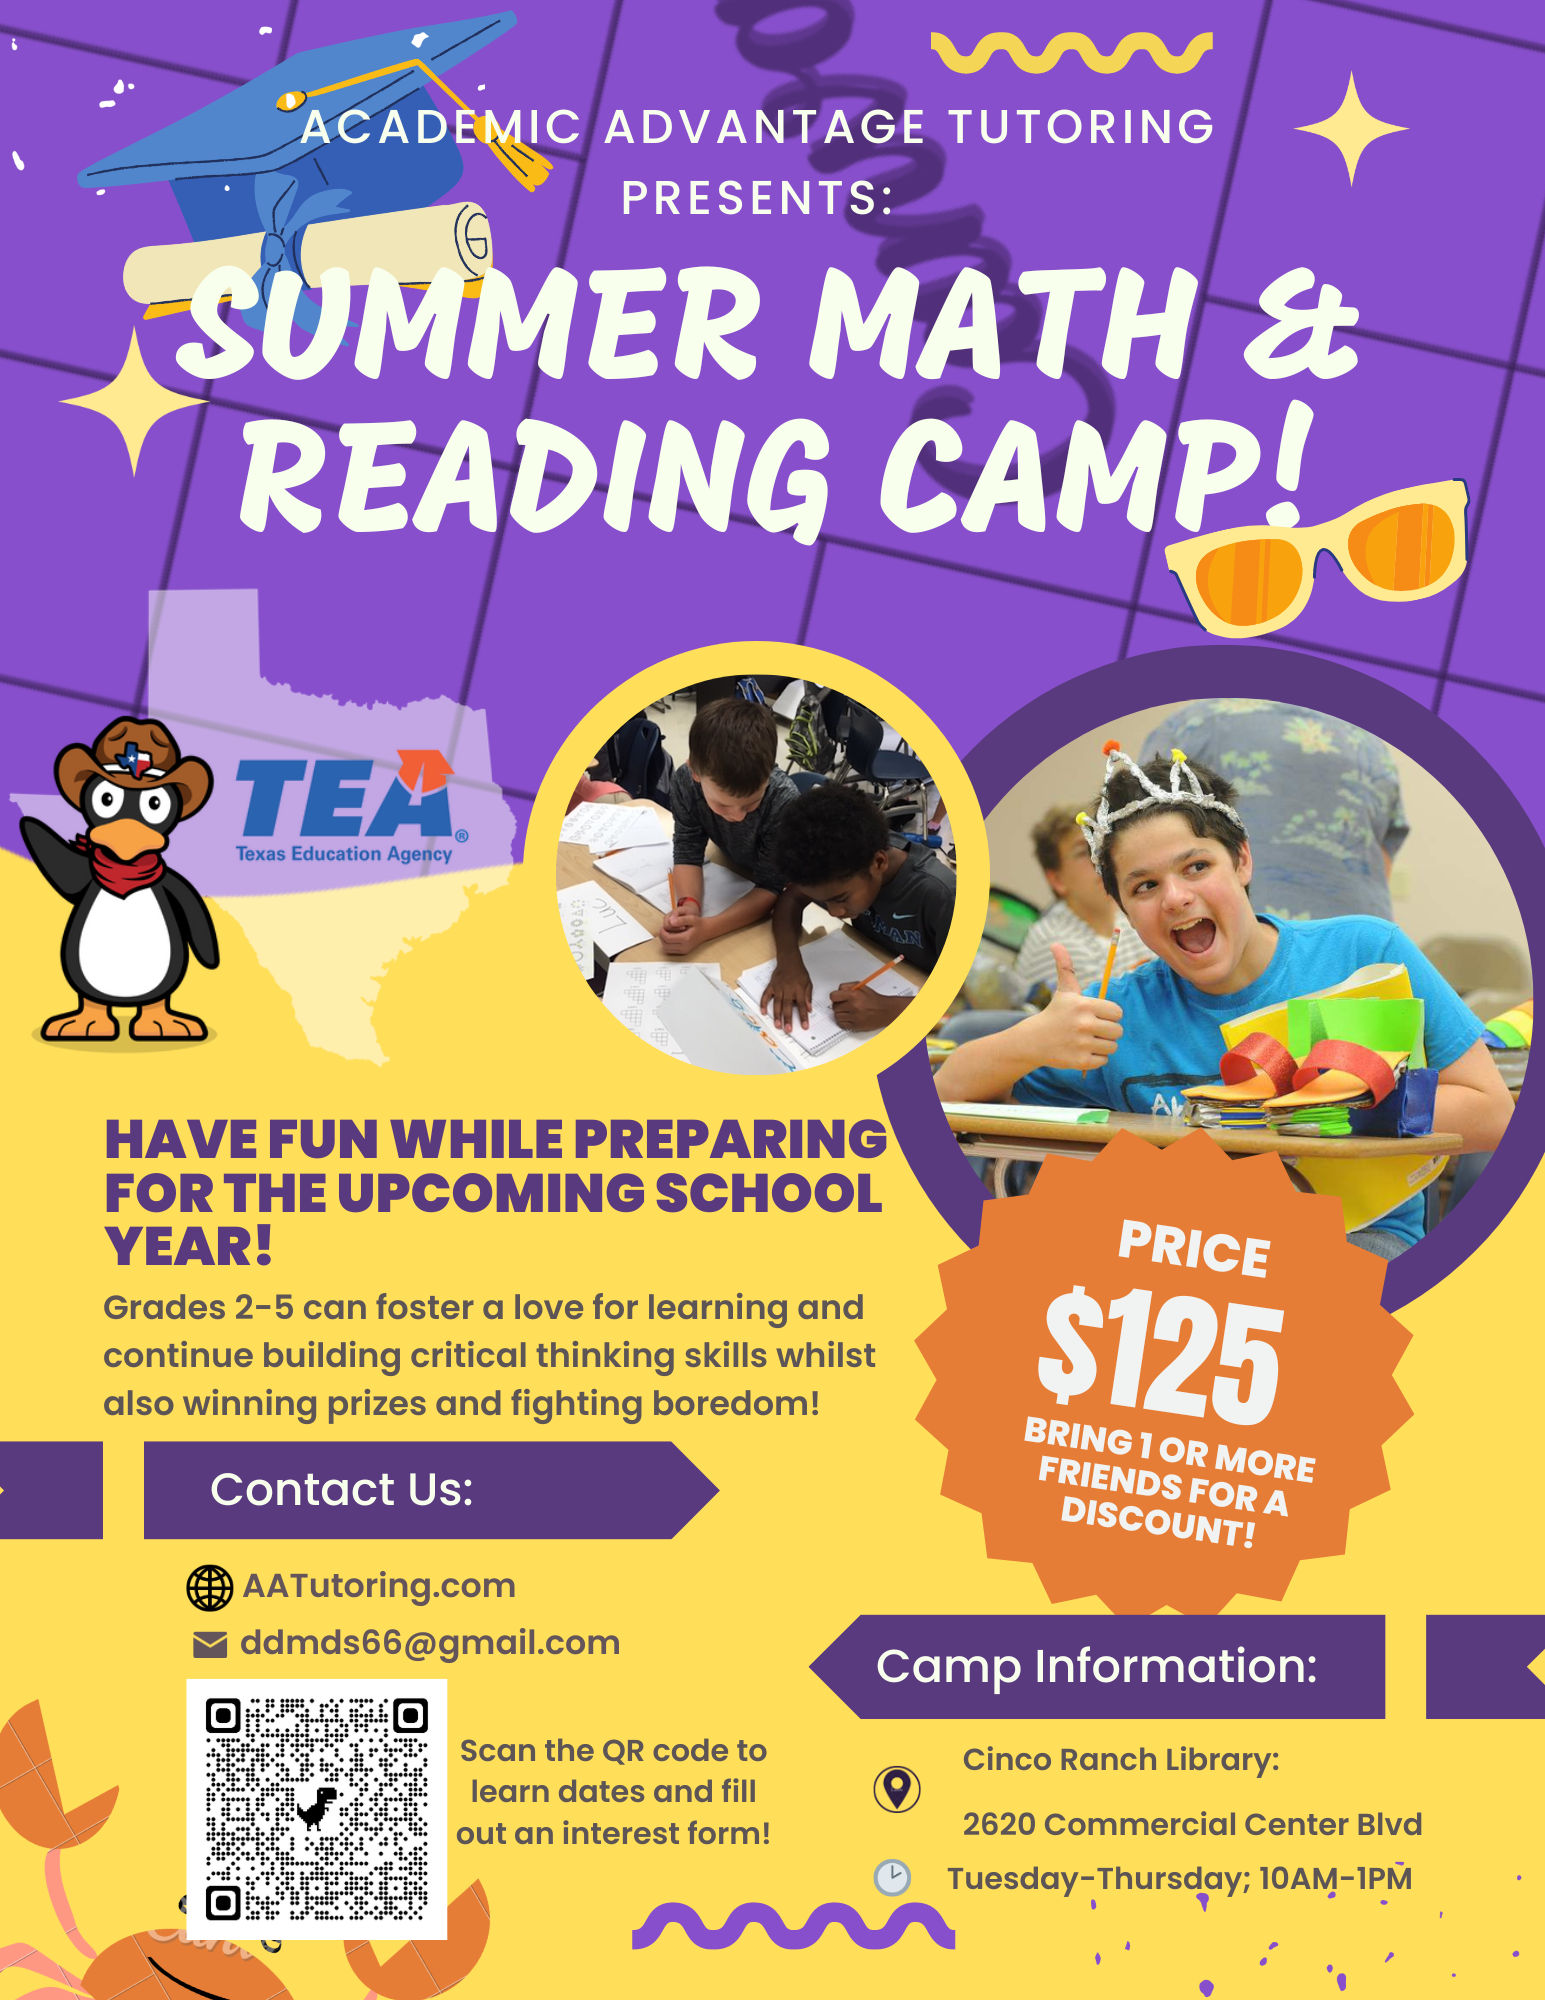 ACADEMIC ADVANTAGE TUTORING
PRESENTS:
SUMMER MATH &
READING CAMP!
TEA®
Texas Education Agency
HAVE FUN WHILE PREPARING
FOR THE UPCOMING SCHOOL
YEAR!
Grades 2-5 can foster a love for learning and
continue building critical thinking skills whilst
also winning prizes and fighting boredom!
PRICE
$125
BRING 1 OR MORE
FRIENDS FOR A
DISCOUNT!
Contact Us:
AATutoring.com
ddmds66@gmail.com
Scan the QR code to
learn dates and fill
out an interest form!
Camp Information:
Cinco Ranch Library:
2620 Commercial Center Blvd
Tuesday-Thursday; 10AM-1PM
Canva